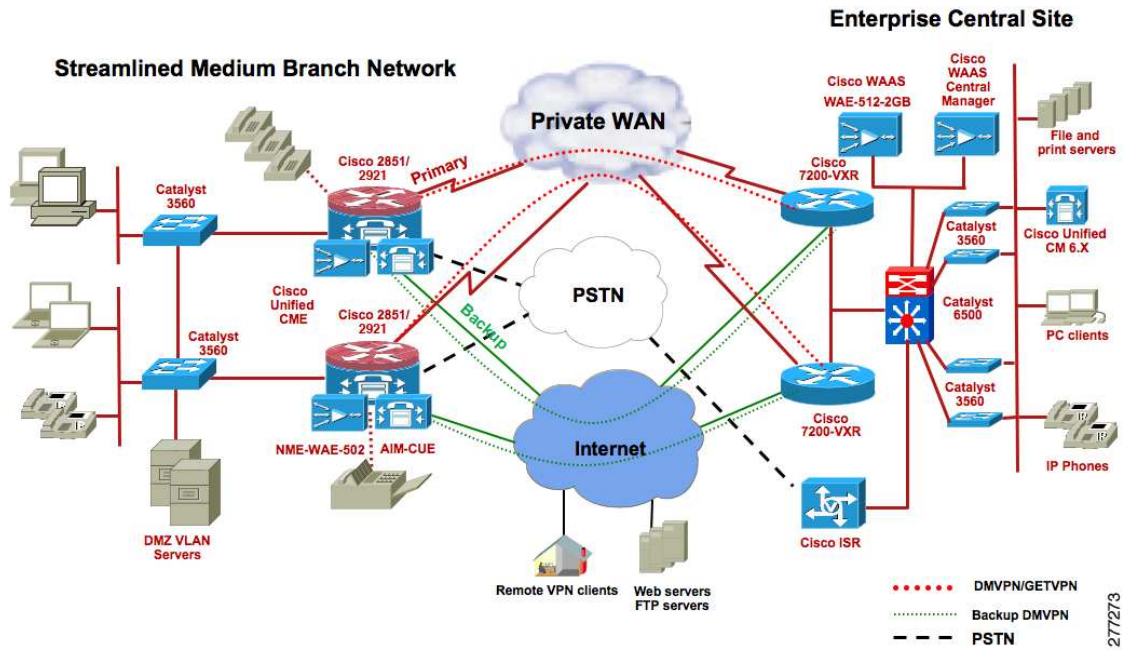 Enterprise Central Site
Streamlined Medium Branch Network
Cisco WAAS
WAE-512-2GB
Cisco
WAAS
Central
Manager
File and
print servers
Private WAN
Cisco 2851/
2921
Primary
Cisco
7200-VXR
Catalyst
3560
Catalyst
3560
Cisco Unified
CM 6.X
Cisco
Unified
CME
PSTN
Backup
Cisco 2851/
2921
Catalyst
6500
PC clients
Catalyst
3560
Catalyst
3560
Cisco
7200-VXR
Internet
NME-WAE-502
AIM-CUE
IP
IP
IP Phones
DMZ VLAN
Servers
Cisco ISR
Remote VPN clients
Web servers
FTP servers
DMVPN/GETVPN
Backup DMVPN
PSTN
277273